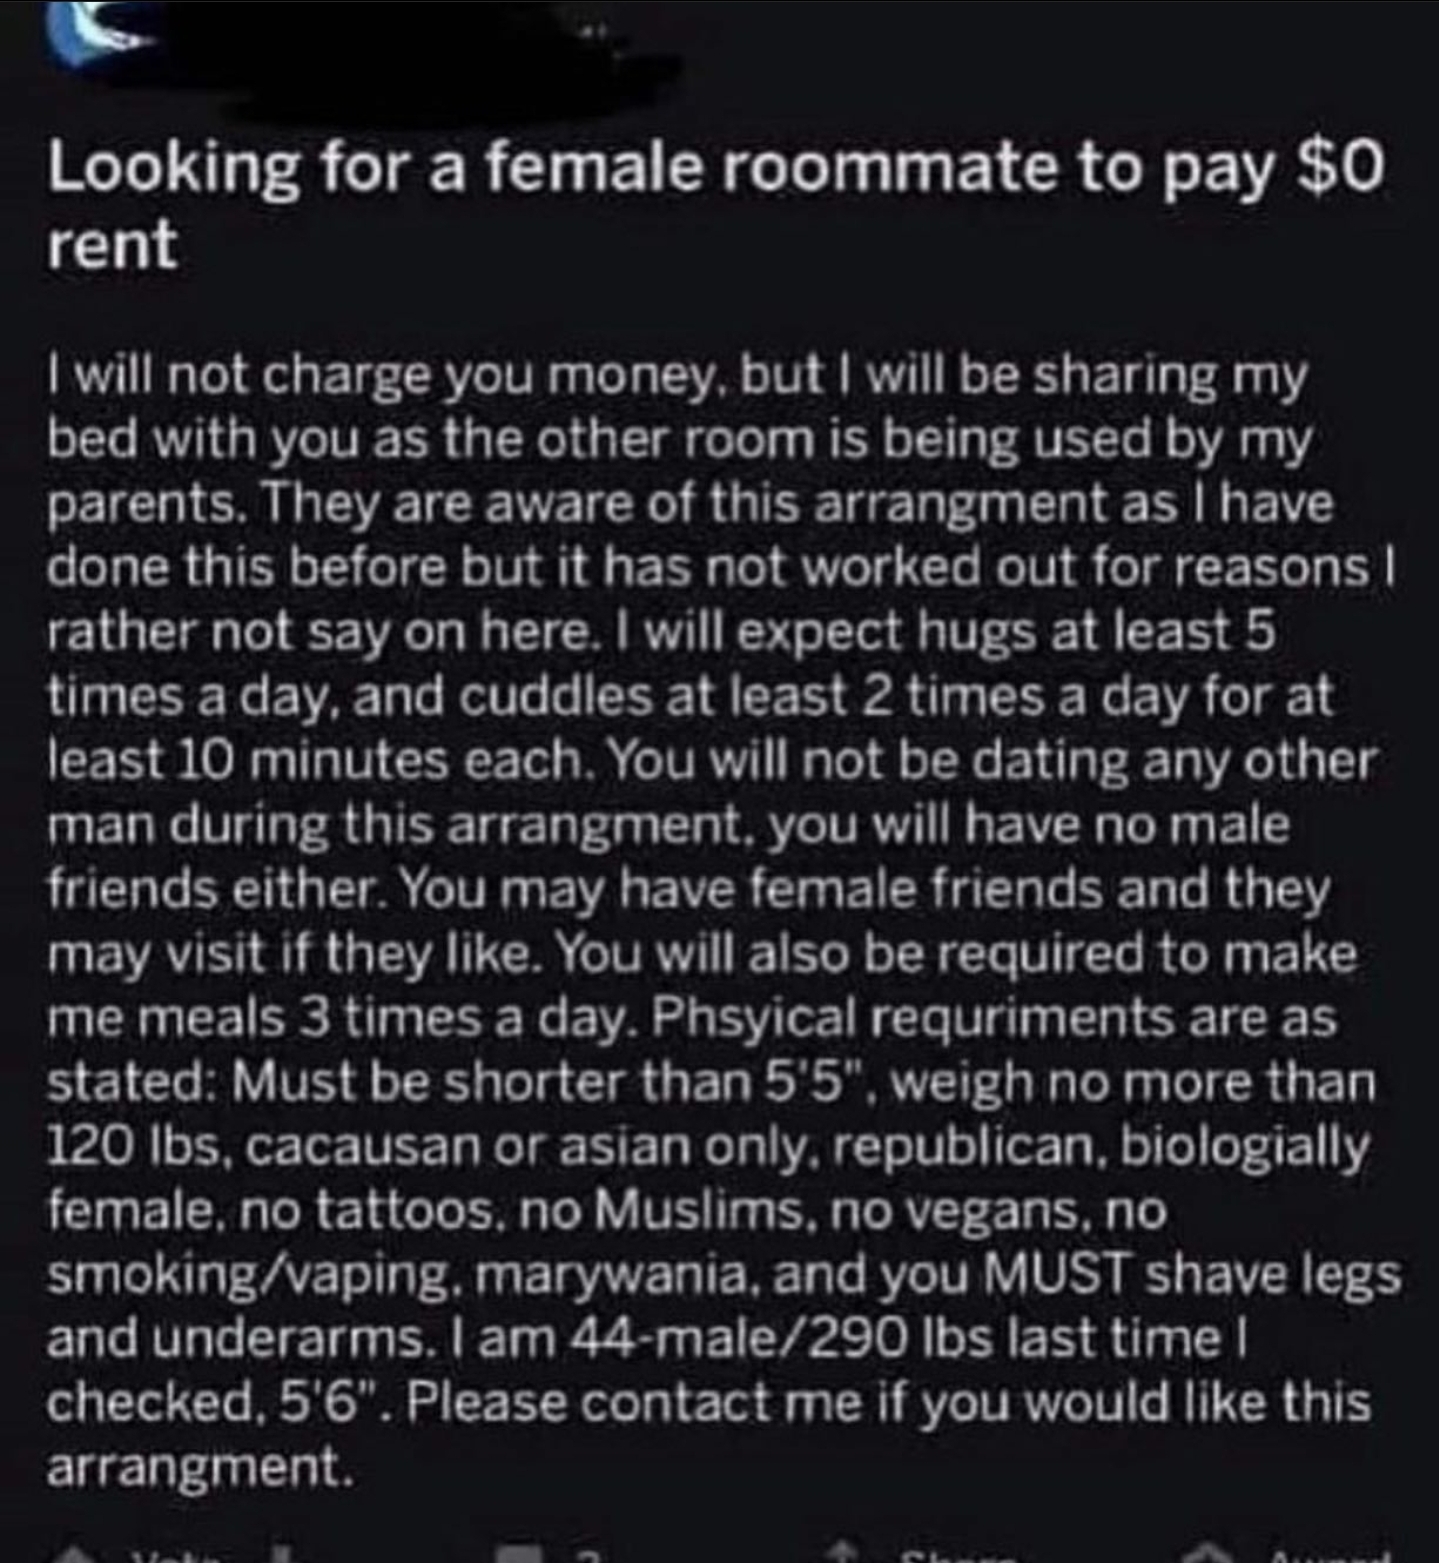 Looking for a female roommate to pay $0
rent
I will not charge you money, but I will be sharing my
bed with you as the other room is being used by my
parents. They are aware of this arrangment as I have
done this before but it has not worked out for reasons I
rather not say on here. I will expect hugs at least 5
times a day, and cuddles at least 2 times a day for at
least 10 minutes each. You will not be dating any other
man during this arrangment, you will have no male
friends either. You may have female friends and they
may visit if they like. You will also be required to make
me meals 3 times a day. Phsyical requriments are as
stated: Must be shorter than 5'5", weigh no more than
120 lbs, cacausan or asian only, republican, biologially
female, no tattoos, no Muslims, no vegans, no
smoking/vaping, marywania, and you MUST shave legs
and underarms. I am 44-male/290 lbs last time I
checked, 5'6". Please contact me if you would like this
arrangment.